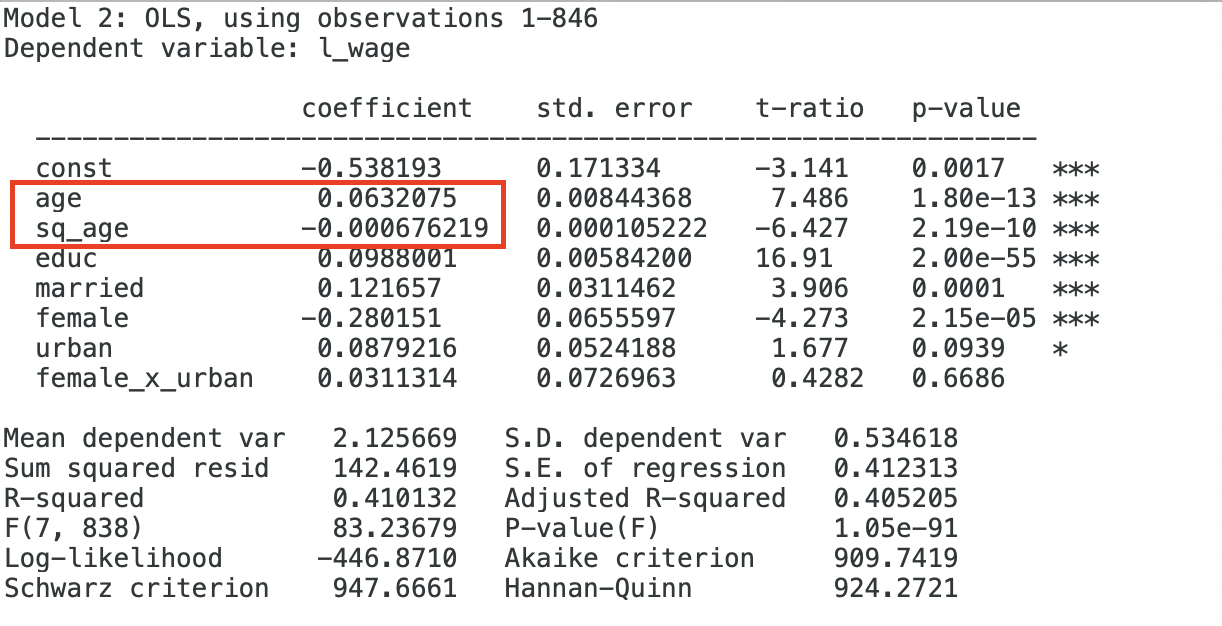 Model 2: OLS, using observations 1-846
Dependent variable: l_wage
coefficient std. error t-ratio p-value
const -0.538193 0.171334 -3.141 0.0017 ***
age 0.0632075 0.00844368 7.486 1.80e-13 ***
sq_age -0.000676219 0.000105222 -6.427 2.19e-10 ***
educ 0.0988001 0.00584200 16.91 2.00e-55 ***
married 0.121657 0.0311462 3.906 0.0001 ***
female -0.280151 0.0655597 -4.273 2.15e-05 ***
urban 0.0879216 0.0524188 1.677 0.0939 *
female_x_urban 0.0311314 0.0726963 0.4282 0.6686
Mean dependent var 2.125669 S.D. dependent var 0.534618
Sum squared resid 142.4619 S.E. of regression 0.412313
R-squared 0.410132 Adjusted R-squared 0.405205
F(7, 838) 83.23679 P-value(F) 1.05e-91
Log-likelihood -446.8710 Akaike criterion 909.7419
Schwarz criterion 947.6661 Hannan-Quinn 924.2721